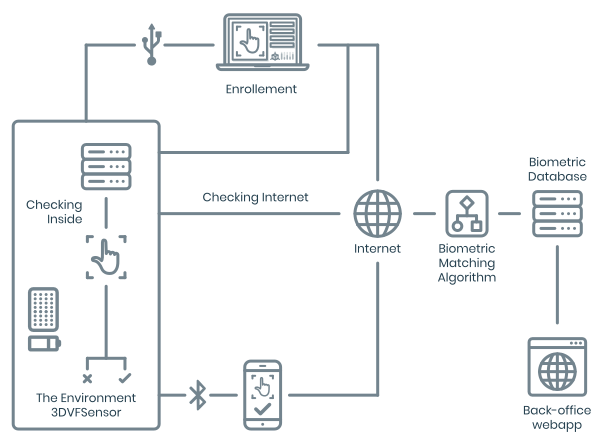 Enrollement
Checking
Inside
Checking Internet
Internet
Biometric
Matching
Algorithm
Biometric
Database
The Environment
3DVFSensor
Back-office
webapp